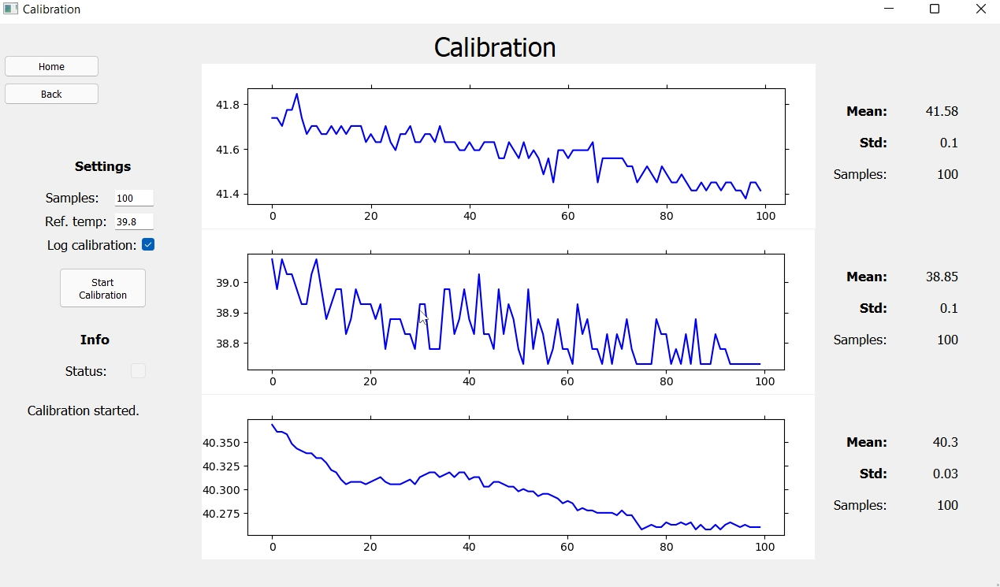 Calibration
Calibration
Home
Back
Settings
Samples: 100
Ref. temp: 39.8
Log calibration:
Start
Calibration
Info
Status:
Calibration started.
41.8
41.6
41.4
0 20 40 60 80 100
Mean: 41.58
Std: 0.1
Samples: 100
39.0
38.9
38.8
0 20 40 60 80 100
Mean: 38.85
Std: 0.1
Samples: 100
40.350
40.325
40.300
40.275
0 20 40 60 80 100
Mean: 40.3
Std: 0.03
Samples: 100